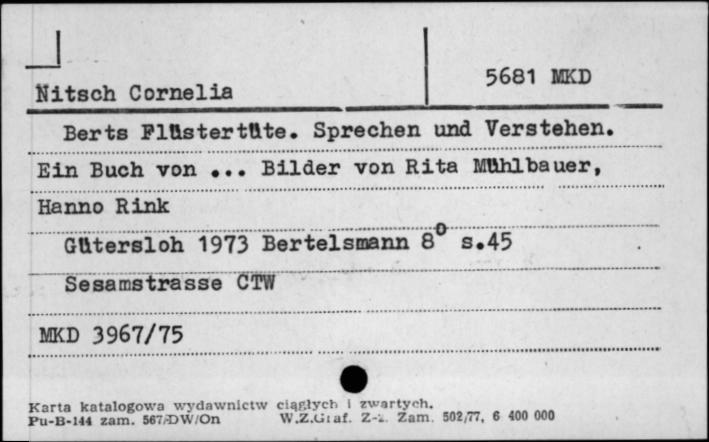 5681 MKD
Nitsch Cornelia
Berts Flüstertüte. Sprechen und Verstehen.
Ein Buch von ... Bilder von Rita Mühlbauer,
Hanno Rink
Gütersloh 1973 Bertelsmann 8° s.45
Sesamstrasse CTW
MKD 3967/75
Karta katalogowa wydawnictw ciągłych i zwartych.
Pu-B-144 zam. 567/DW/On W.Z.Graf. Z-z. Zam. 502/77, 6 400 000